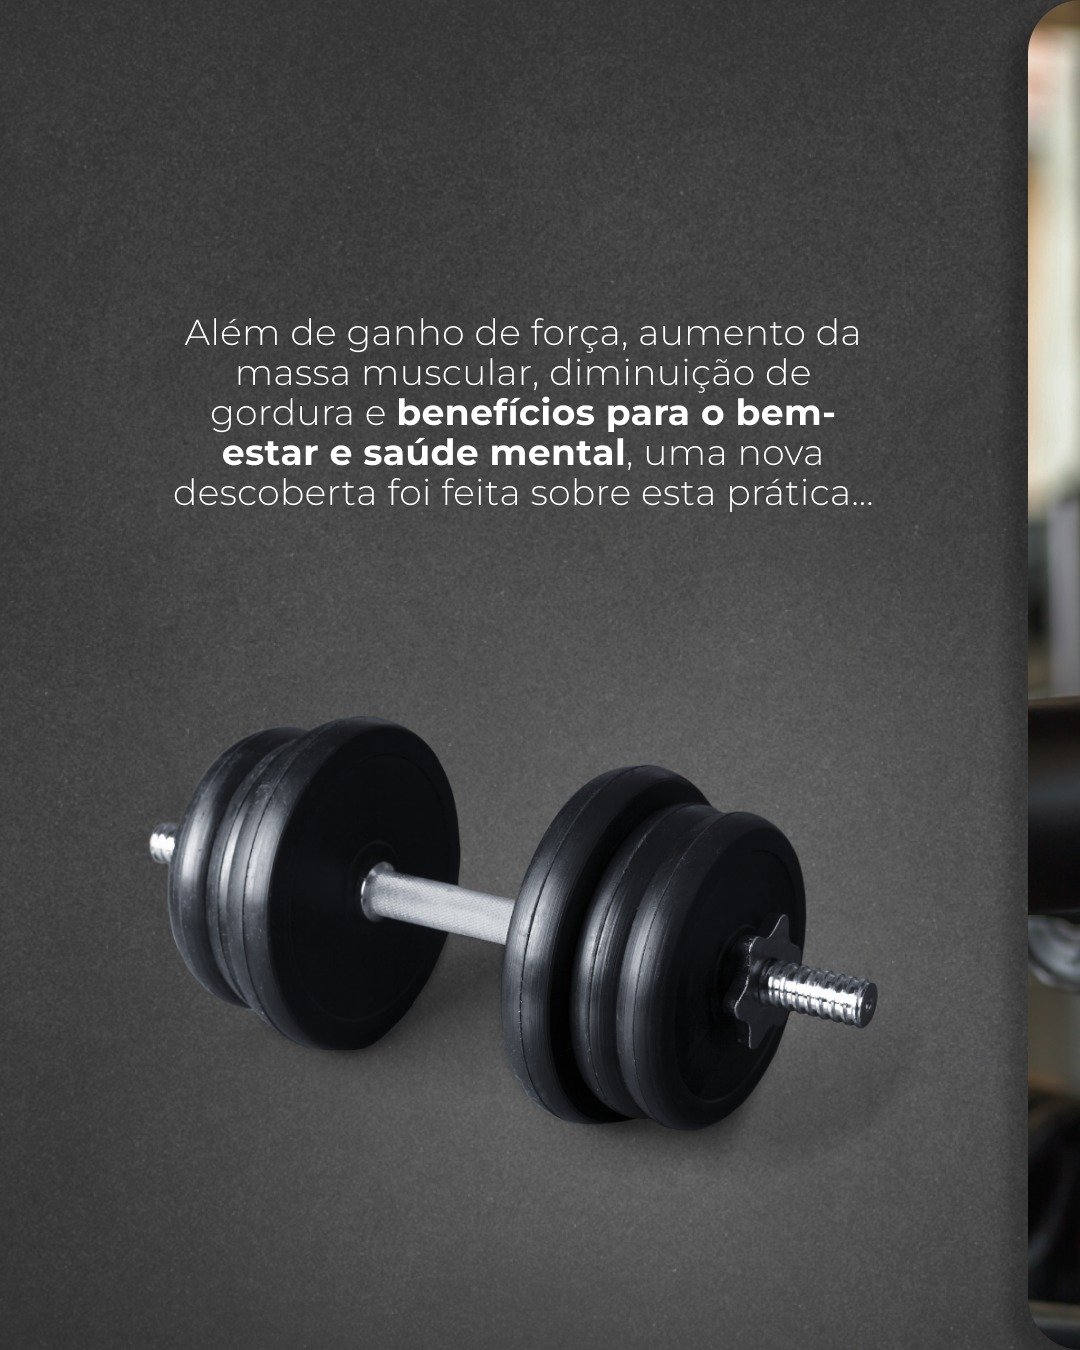 Além de ganho de força, aumento da
massa muscular, diminuição de
gordura e benefícios para o bem-
estar e saúde mental, uma nova
descoberta foi feita sobre esta prática...